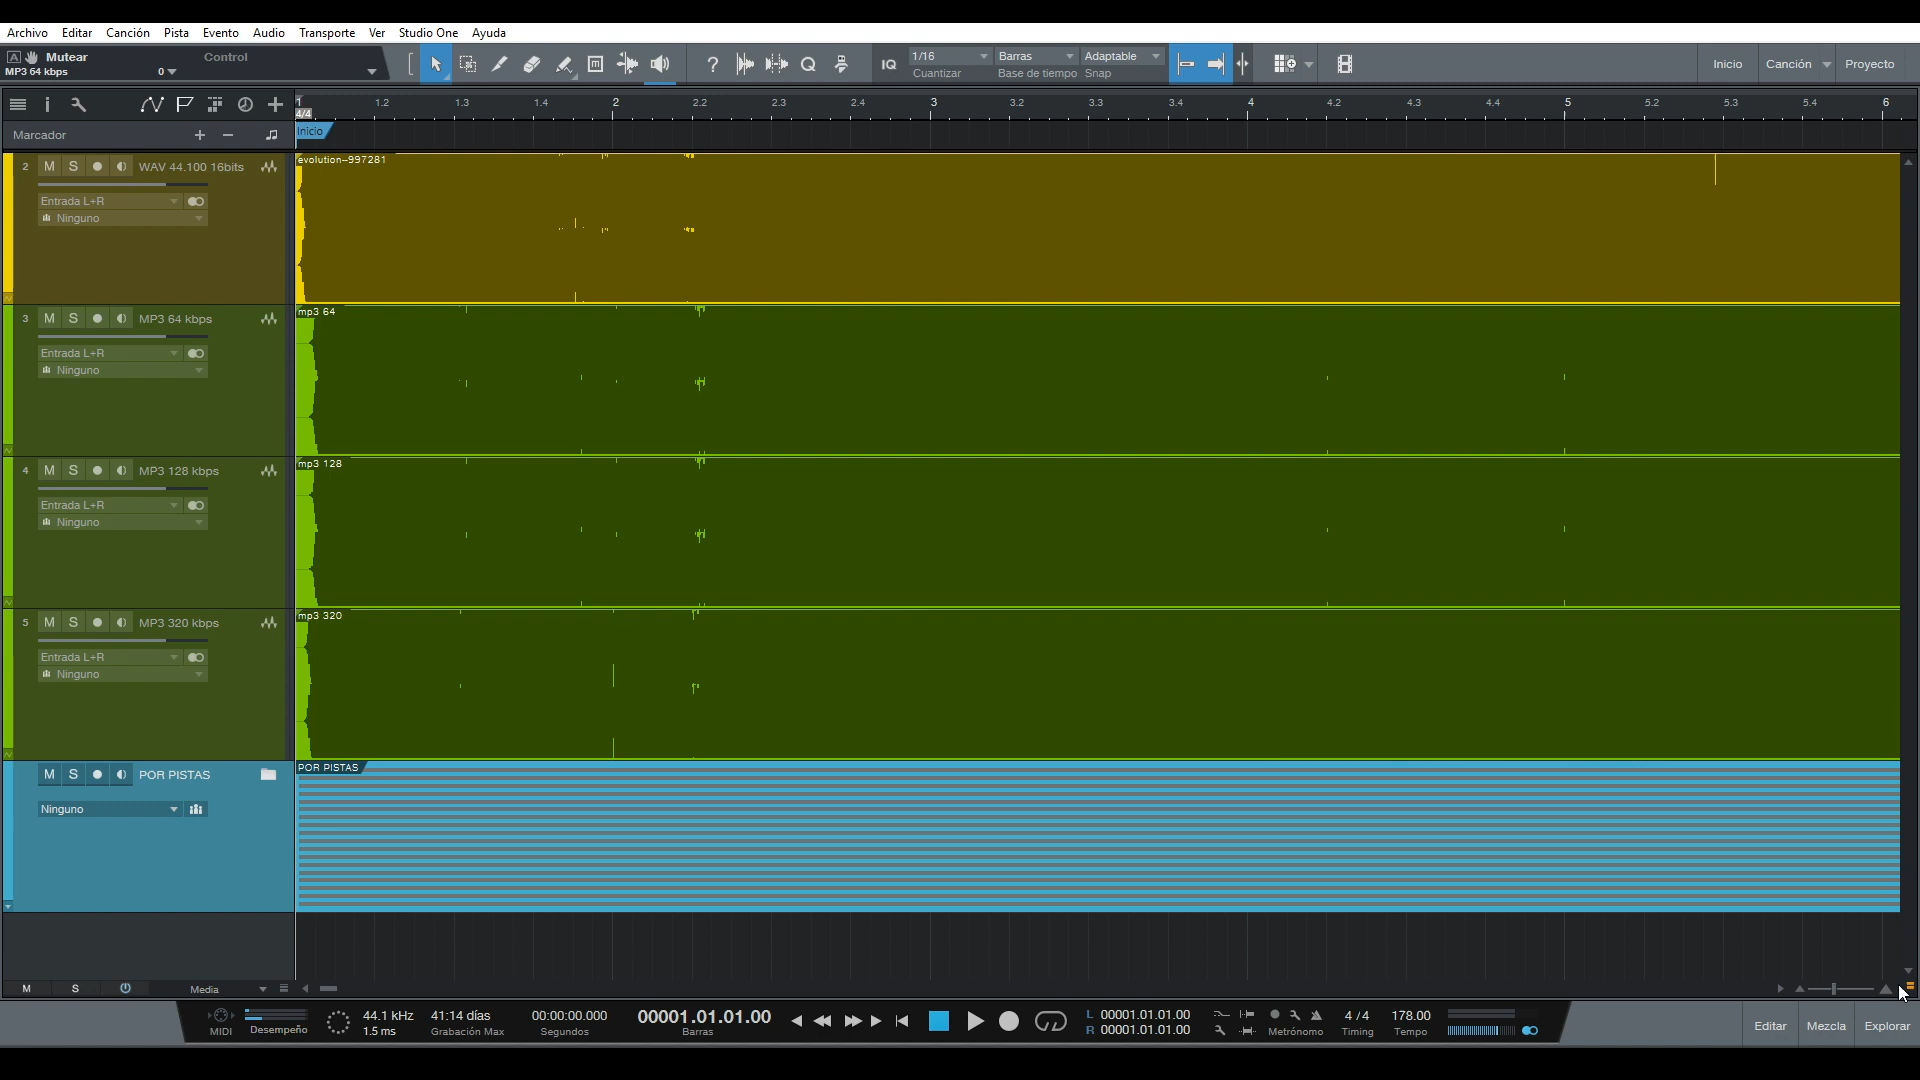 Archivo Editar Canción Pista Evento Audio Transporte Ver Studio One Ayuda
A Mutear Control
MP3 64 kbps 0
? Q IQ 1/16 Barras Adaptable
Cuantizar Base de tiempo Snap
Inicio Canción Proyecto
1 1.2 1.3 1.4 2 2.2 2.3 2.4 3 3.2 3.3 3.4 4 4.2 4.3 4.4 5 5.2 5.3 5.4 6
4/4
Marcador Inicio
2 M S WAV 44.100 16bits evolution-997281
Entrada L+R
Ninguno
3 M S MP3 64 kbps mp3 64
Entrada L+R
Ninguno
4 M S MP3 128 kbps mp3 128
Entrada L+R
Ninguno
5 M S MP3 320 kbps mp3 320
Entrada L+R
Ninguno
M S POR PISTAS POR PISTAS
Ninguno
M S Media
MIDI Desempeño
44.1 kHz 41:14 días 00:00:00.000 00001.01.01.00
1.5 ms Grabación Max Segundos Barras
L 00001.01.01.00
R 00001.01.01.00
Metrónomo
4 / 4 178.00
Timing Tempo
Editar Mezcla Explorar